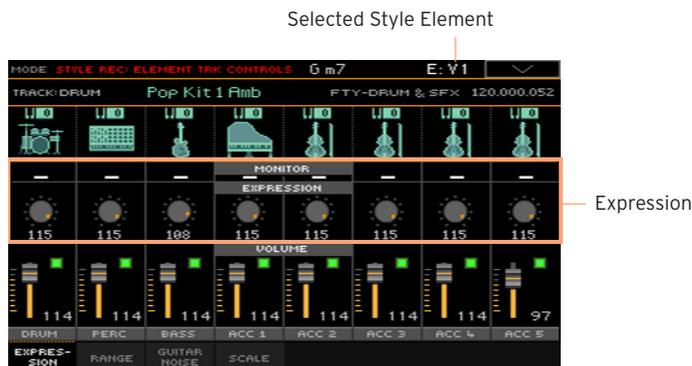 Selected Style Element
MODE STYLE REC: ELEMENT TRK CONTROLS G m7 E: V1
TRACK: DRUM Pop Kit 1 Amb FTY-DRUM & SFX 120.000.052
0 0 0 0 0 0 0 0
MONITOR
EXPRESSION
Expression
115 115 108 115 115 115 115 115
VOLUME
114 114 114 114 114 114 114 97
DRUM PERC BASS ACC 1 ACC 2 ACC 3 ACC 4 ACC 5
EXPRES-
SION RANGE GUITAR
NOISE SCALE